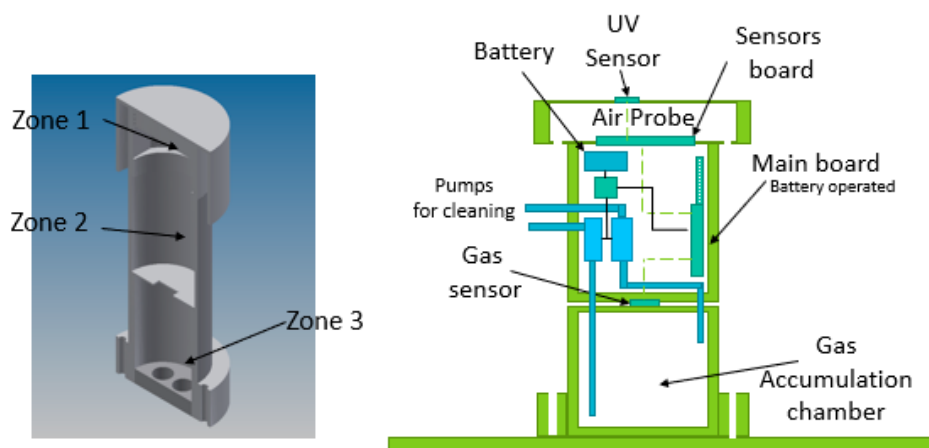 Zone 1
Zone 2
Zone 3
UV
Sensor
Battery
Sensors
board
Air Probe
Main board
Battery operated
Pumps
for cleaning
Gas
sensor
Gas
Accumulation
chamber